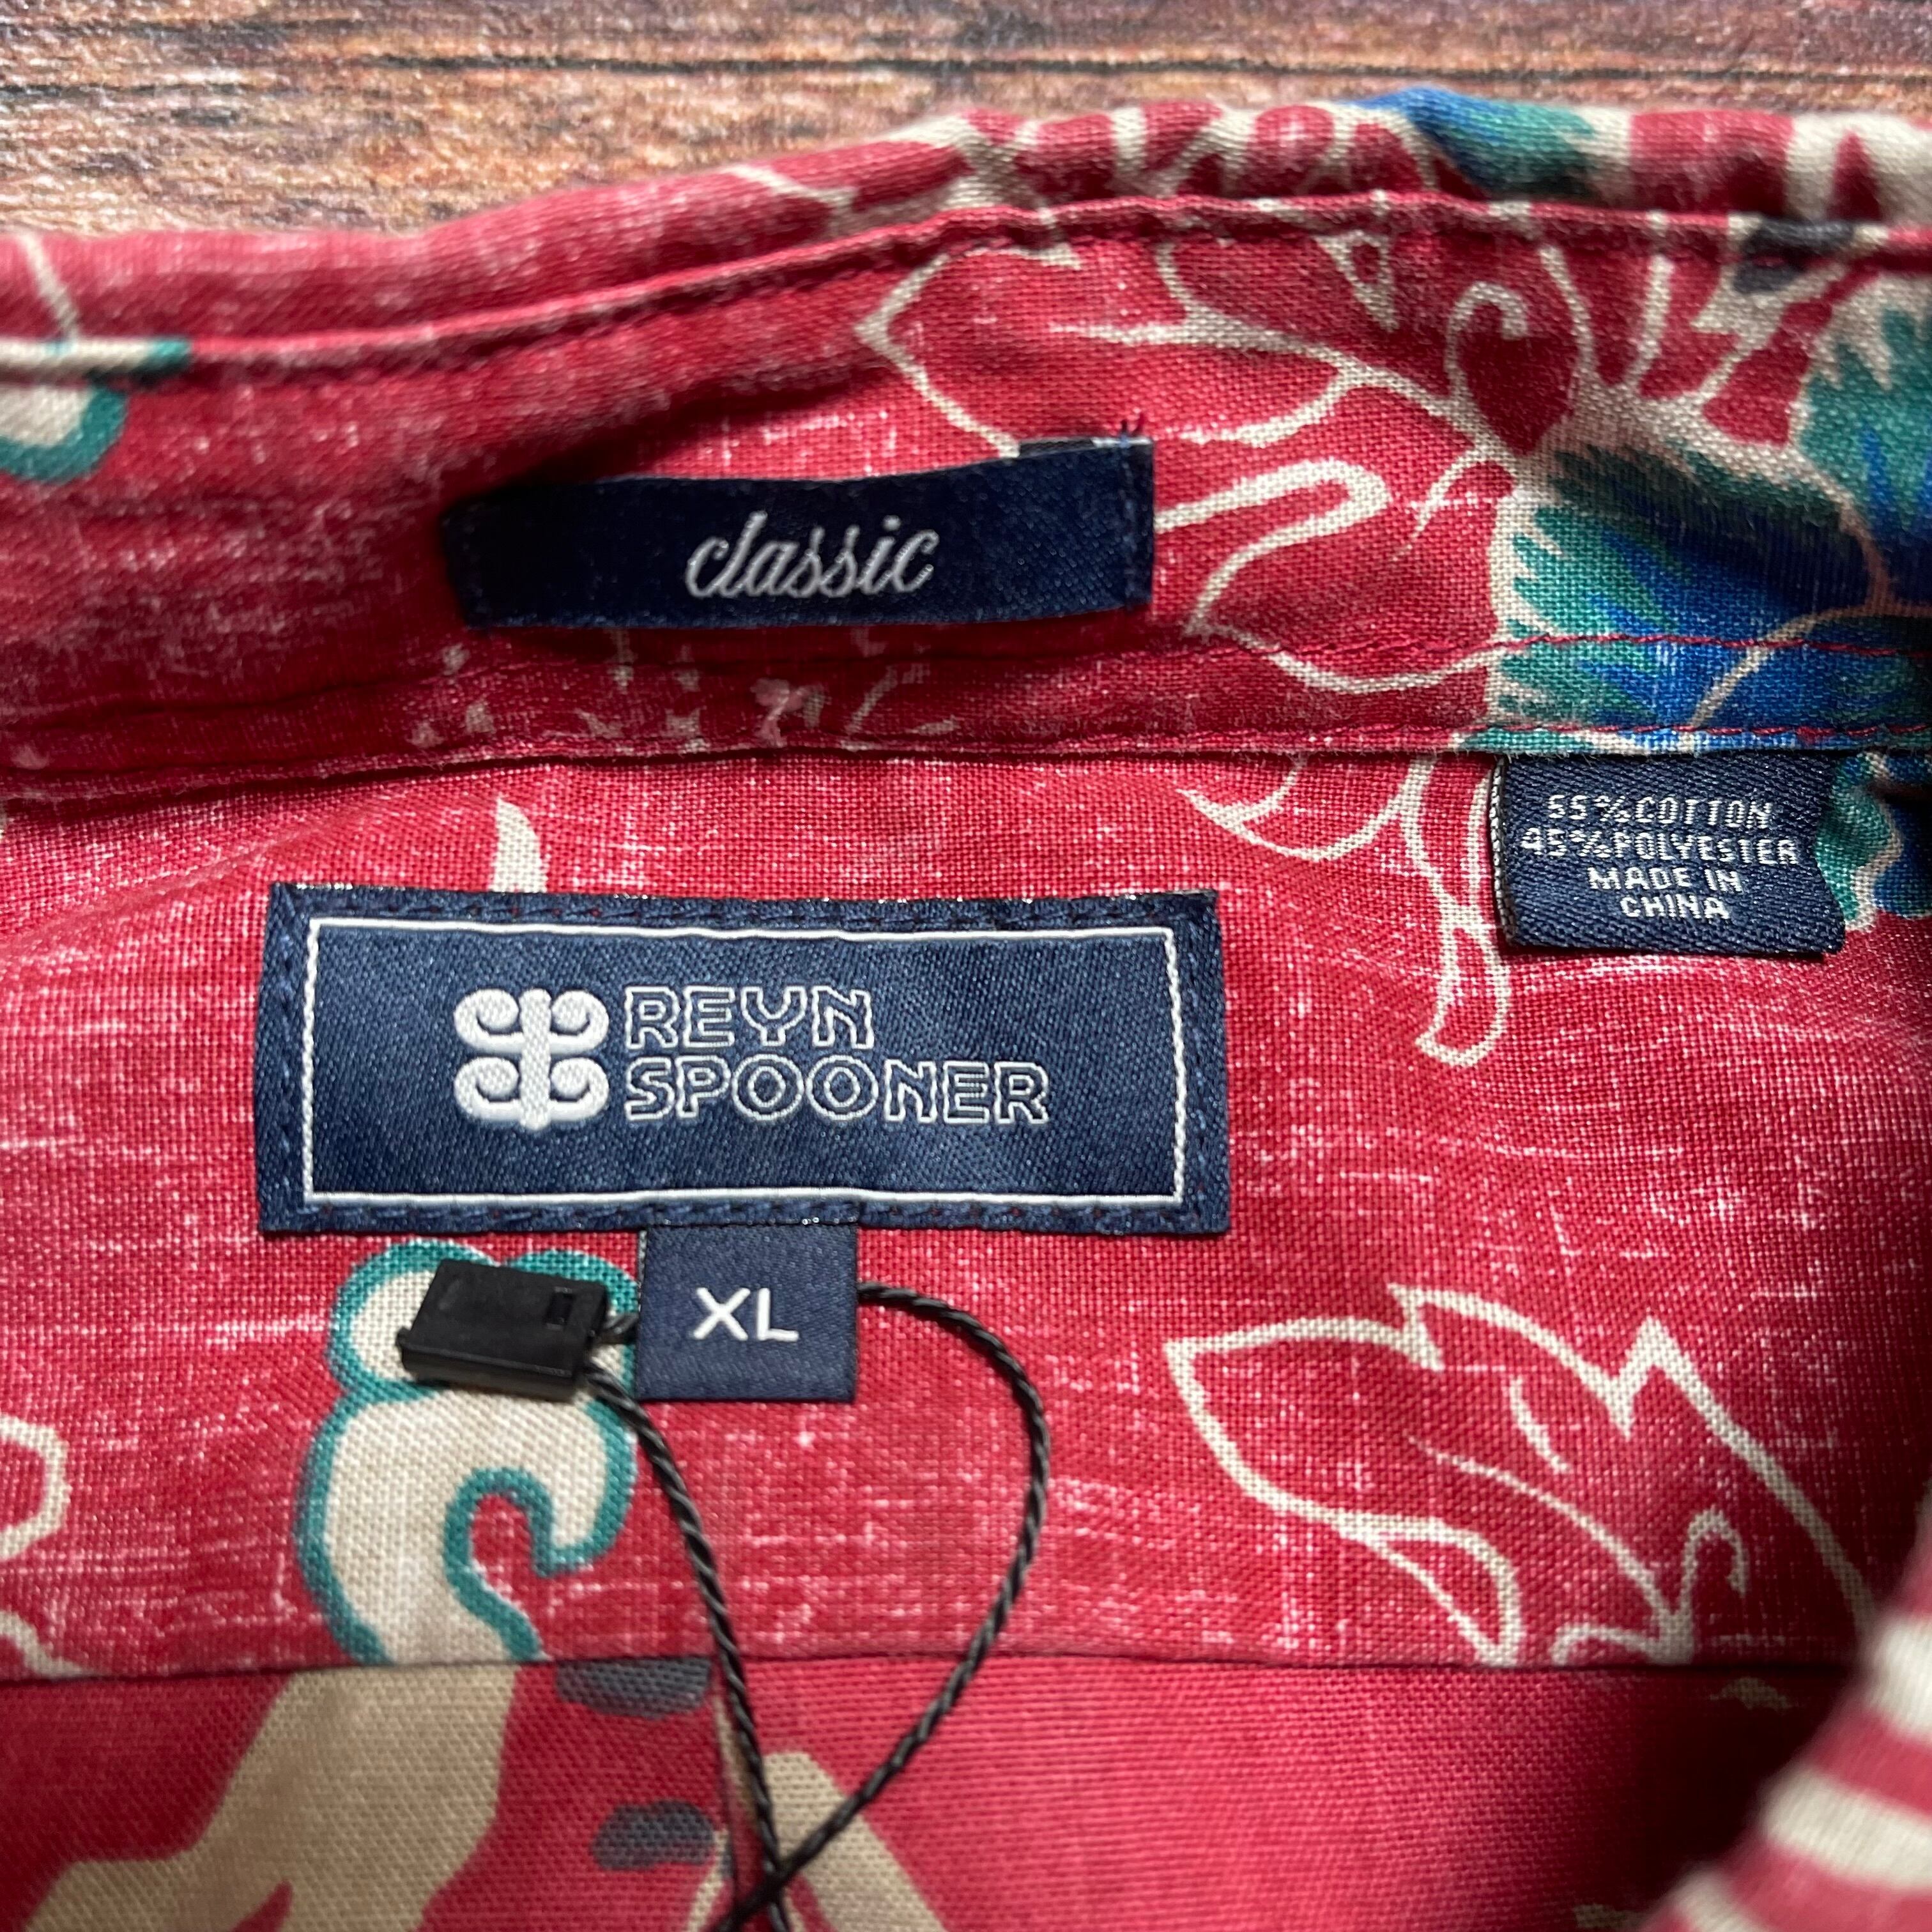 classic
55%COTTON
45%POLYESTER
MADE IN
CHINA
REYN
SPOONER
XL